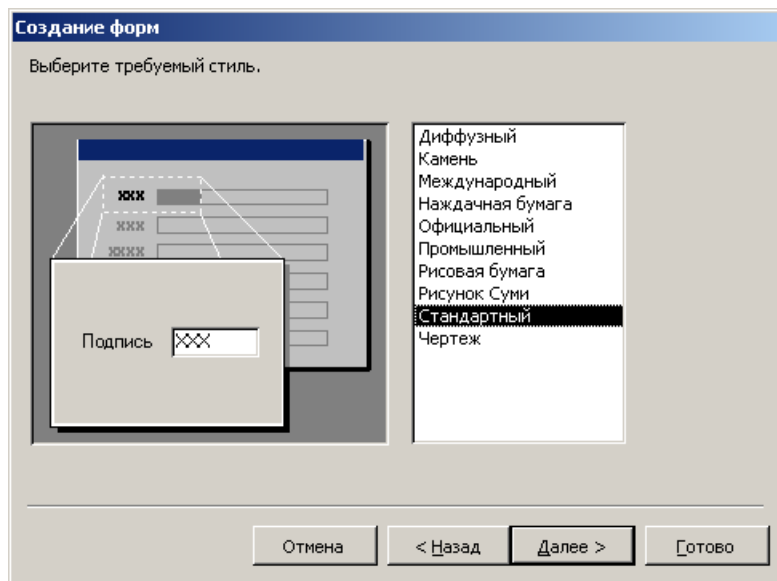 Создание форм
Выберите требуемый стиль.
xxx
xxx
xxxx
Подпись XXX
Диффузный
Камень
Международный
Наждачная бумага
Официальный
Промышленный
Рисовая бумага
Рисунок Суми
Стандартный
Чертеж
Отмена < Назад Далее > Готово